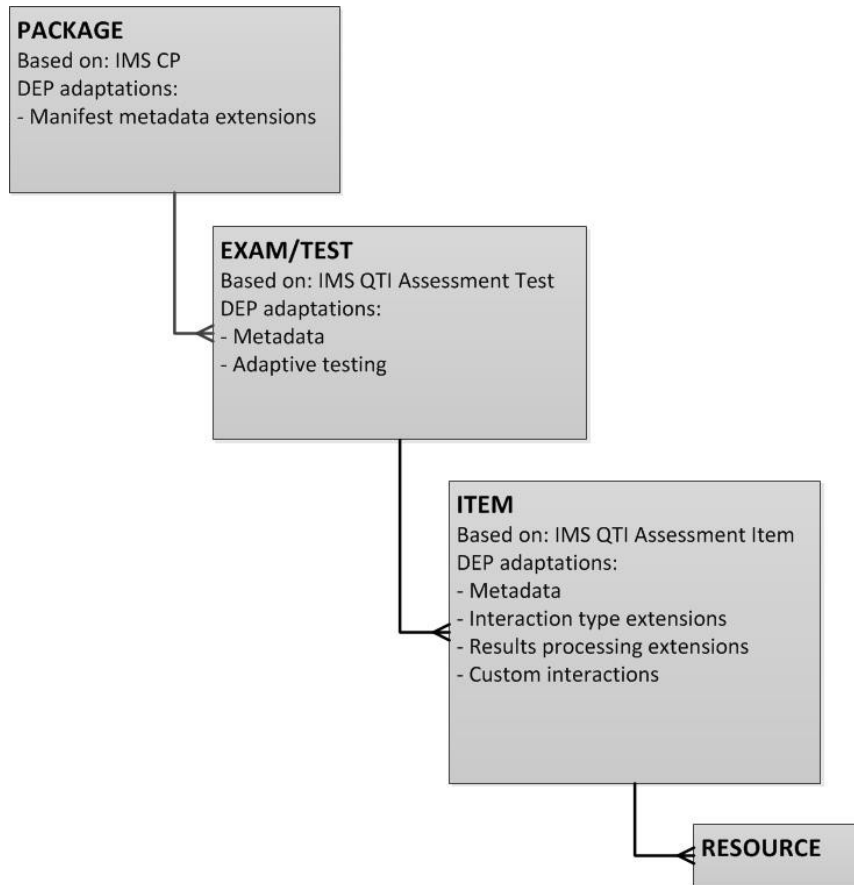 PACKAGE
Based on: IMS CP
DEP adaptations:
- Manifest metadata extensions
EXAM/TEST
Based on: IMS QTI Assessment Test
DEP adaptations:
- Metadata
- Adaptive testing
ITEM
Based on: IMS QTI Assessment Item
DEP adaptations:
- Metadata
- Interaction type extensions
- Results processing extensions
- Custom interactions
RESOURCE